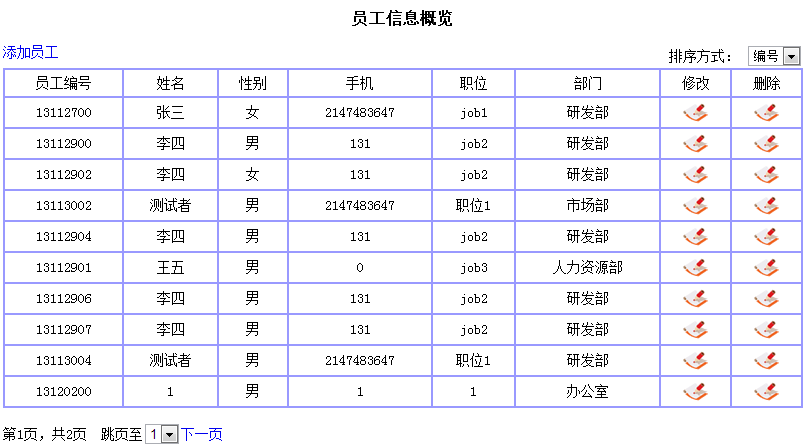 员工信息概览
添加员工 排序方式： 编号
员工编号 姓名 性别 手机 职位 部门 修改 删除
13112700 张三 女 2147483647 job1 研发部
13112900 李四 男 131 job2 研发部
13112902 李四 女 131 job2 研发部
13113002 测试者 男 2147483647 职位1 市场部
13112904 李四 男 131 job2 研发部
13112901 王五 男 0 job3 人力资源部
13112906 李四 男 131 job2 研发部
13112907 李四 男 131 job2 研发部
13113004 测试者 男 2147483647 职位1 研发部
13120200 1 男 1 1 办公室
第1页，共2页 跳页至 1 下一页